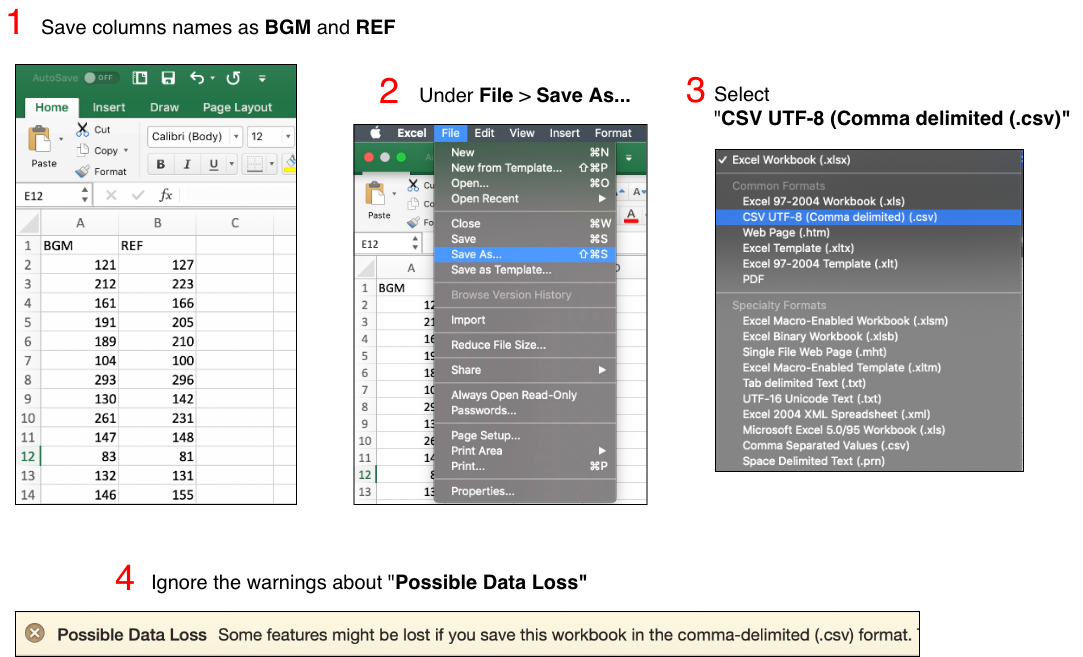 1 Save columns names as BGM and REF
AutoSave OFF
Home Insert Draw Page Layout
Paste
Cut
Copy
Format
Calibri (Body) 12
B I U
E12 fx
A B C
1 BGM REF
2 121 127
3 212 223
4 161 166
5 191 205
6 189 210
7 104 100
8 293 296
9 130 142
10 261 231
11 147 148
12 83 81
13 132 131
14 146 155
2 Under File > Save As...
Excel File Edit View Insert Format
Paste
E12
A
1 BGM
2
3
4
5
6
7
8
9
10
11
12
13
New ⌘N
New from Template... ⇧⌘P
Open... ⌘O
Open Recent ▶
Close ⌘W
Save ⌘S
Save As... ⇧⌘S
Save as Template...
Browse Version History
Import
Reduce File Size...
Share ▶
Always Open Read-Only
Passwords...
Page Setup...
Print Area ▶
Print... ⌘P
Properties...
3 Select
"CSV UTF-8 (Comma delimited (.csv)"
✓ Excel Workbook (.xlsx)
Common Formats
Excel 97-2004 Workbook (.xls)
CSV UTF-8 (Comma delimited) (.csv)
Web Page (.htm)
Excel Template (.xltx)
Excel 97-2004 Template (.xlt)
PDF
Specialty Formats
Excel Macro-Enabled Workbook (.xlsm)
Excel Binary Workbook (.xlsb)
Single File Web Page (.mht)
Excel Macro-Enabled Template (.xltm)
Tab delimited Text (.txt)
UTF-16 Unicode Text (.txt)
Excel 2004 XML Spreadsheet (.xml)
Microsoft Excel 5.0/95 Workbook (.xls)
Comma Separated Values (.csv)
Space Delimited Text (.prn)
4 Ignore the warnings about "Possible Data Loss"
Possible Data Loss Some features might be lost if you save this workbook in the comma-delimited (.csv) format.